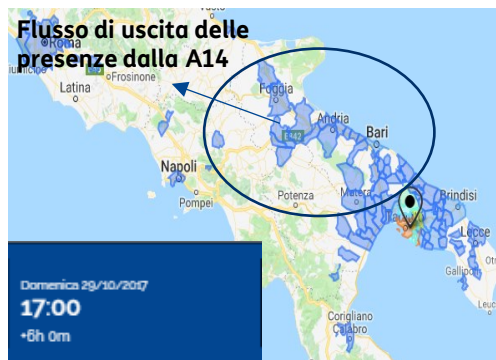 Flusso di uscita delle
presenze dalla A14
Roma
Frosinone
Latina
Foggia
Andria
E842
Bari
Napoli
Pompei
Potenza
Matera
Brindisi
Lecce
Gallipoli
Corigliano
Calabro
Domenica 29/10/2017
17:00
+6h 0m